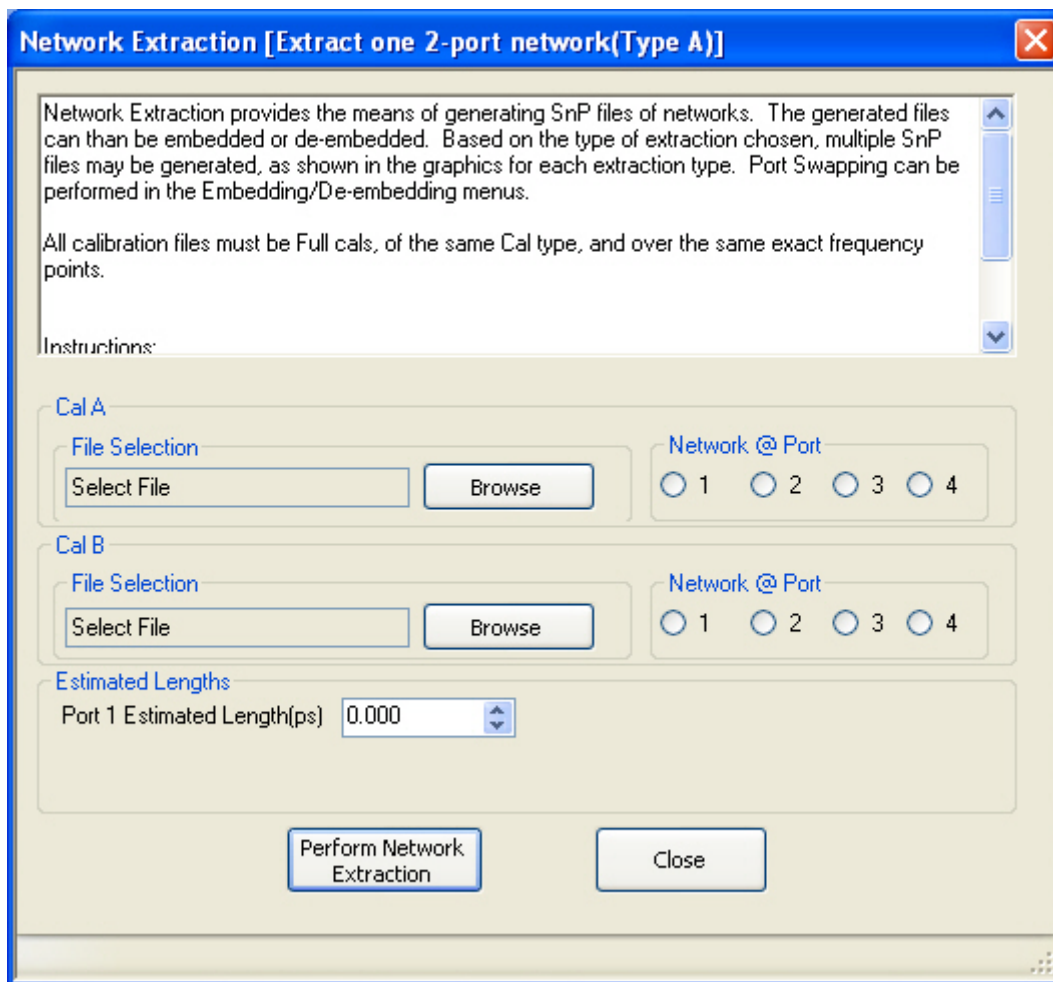 Network Extraction [Extract one 2-port network(Type A)]
Network Extraction provides the means of generating SnP files of networks.  The generated files
can than be embedded or de-embedded.  Based on the type of extraction chosen, multiple SnP
files may be generated, as shown in the graphics for each extraction type.  Port Swapping can be
performed in the Embedding/De-embedding menus.
All calibration files must be Full cals, of the same Cal type, and over the same exact frequency
points.
Instructions:
Cal A
File Selection
Select File
Browse
Network @ Port
1 2 3 4
Cal B
File Selection
Select File
Browse
Network @ Port
1 2 3 4
Estimated Lengths
Port 1 Estimated Length(ps) 0.000
Perform Network
Extraction
Close